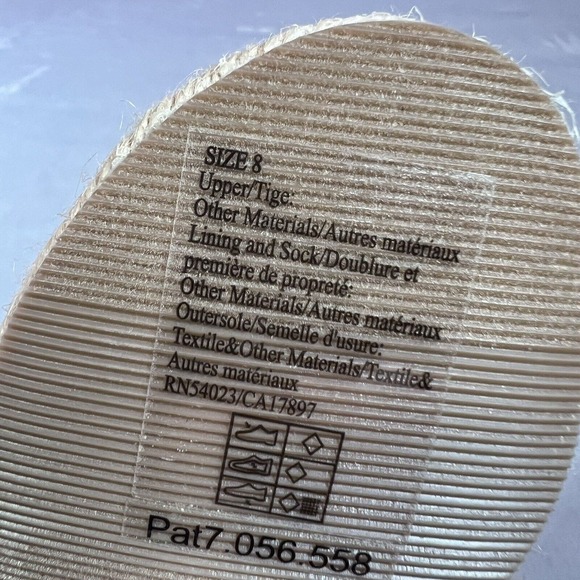 SIZE 8
Upper/Tige:
Other Materials/Autres matériaux
Lining and Sock/Doublure et
première de propreté:
Other Materials/Autres matériaux
Outersole/Semelle d'usure:
Textile&Other Materials/Textile&
Autres matériaux
RN54023/CA17897
Pat7.056.558